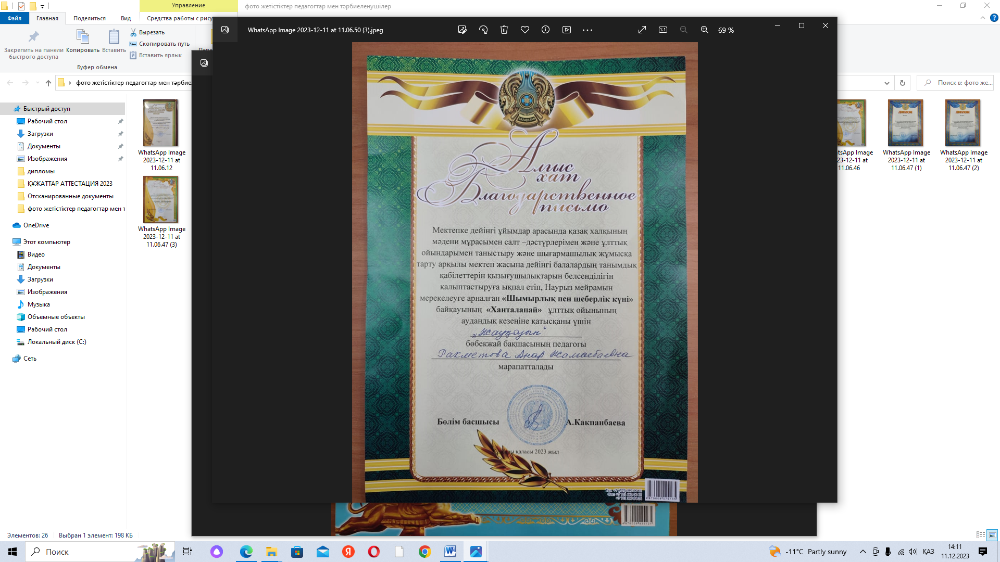 Управление
фото жетістіктер педагогтар мен тәрбиеленушілер
Файл
Главная
Поделиться
Вид
Средства работы с рису
Закрепить на панели
быстрого доступа
Копировать
Вставить
Вырезать
Скопировать путь
Вставить ярлык
Буфер обмена
фото жетістіктер педагогтар мен тәрбие
Поиск в: фото же...
WhatsApp Image 2023-12-11 at 11.06.50 (3).jpeg
69 %
Быстрый доступ
Рабочий стол
Загрузки
Документы
Изображения
дипломы
ҚҰЖАТТАР АТТЕСТАЦИЯ 2023
Отсканированные документы
фото жетістіктер педагогтар мен т
OneDrive
Этот компьютер
Видео
Документы
Загрузки
Изображения
Музыка
Объемные объекты
Рабочий стол
Локальный диск (C:)
Сеть
WhatsApp Image
2023-12-11 at
11.06.12
WhatsApp Image
2023-12-11 at
11.06.47 (3)
QAZAQSTAN
Алғыс
хат
Благодарственное
письмо
Мектепке дейінгі ұйымдар арасында қазақ халқының
мәдени мұрасымен салт –дәстүрлерімен және ұлттық
ойындарымен таныстыру және шығармашылық жұмысқа
тарту арқылы мектеп жасына дейінгі балалардың танымдық
қабілеттерін қызығушылықтарын белсенділігін
қалыптастыруға ықпал етіп, Наурыз мейрамын
мерекелеуге арналған «Шымырлық пен шеберлік күні»
байқауының «Ханталапай» ұлттық ойынының
аудандық кезеңіне қатысқаны үшін
„Жауқазын"
бөбекжай бақшасының педагогы
Рахметова Анар
марапатталады
Бөлім басшысы
А.Какпанбаева
қаласы 2023 жыл
tsApp Image
23-12-11 at
11.06.46
ДИПЛОМ
WhatsApp Image
2023-12-11 at
11.06.47 (1)
ДИПЛОМ
WhatsApp Image
2023-12-11 at
11.06.47 (2)
Элементов: 26
Выбран 1 элемент: 198 КБ
Поиск
-11°C Partly sunny
ҚАЗ
14:11
11.12.2023